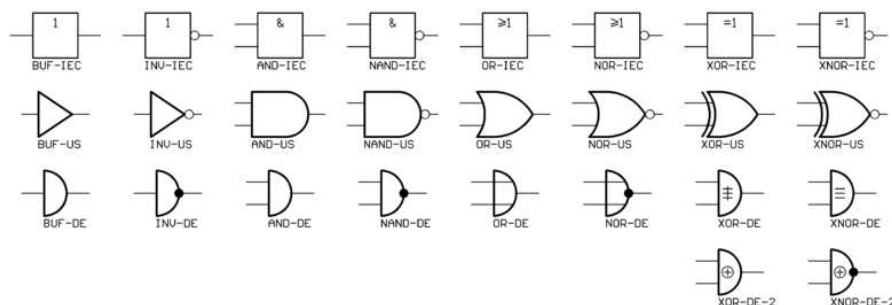 1 1 & & ≥1 ≥1 =1 =1
BUF-IEC INV-IEC AND-IEC NAND-IEC OR-IEC NOR-IEC XOR-IEC XNOR-IEC
BUF-US INV-US AND-US NAND-US OR-US NOR-US XOR-US XNOR-US
BUF-DE INV-DE AND-DE NAND-DE OR-DE NOR-DE XOR-DE XNOR-DE
XOR-DE-2 XNOR-DE-2